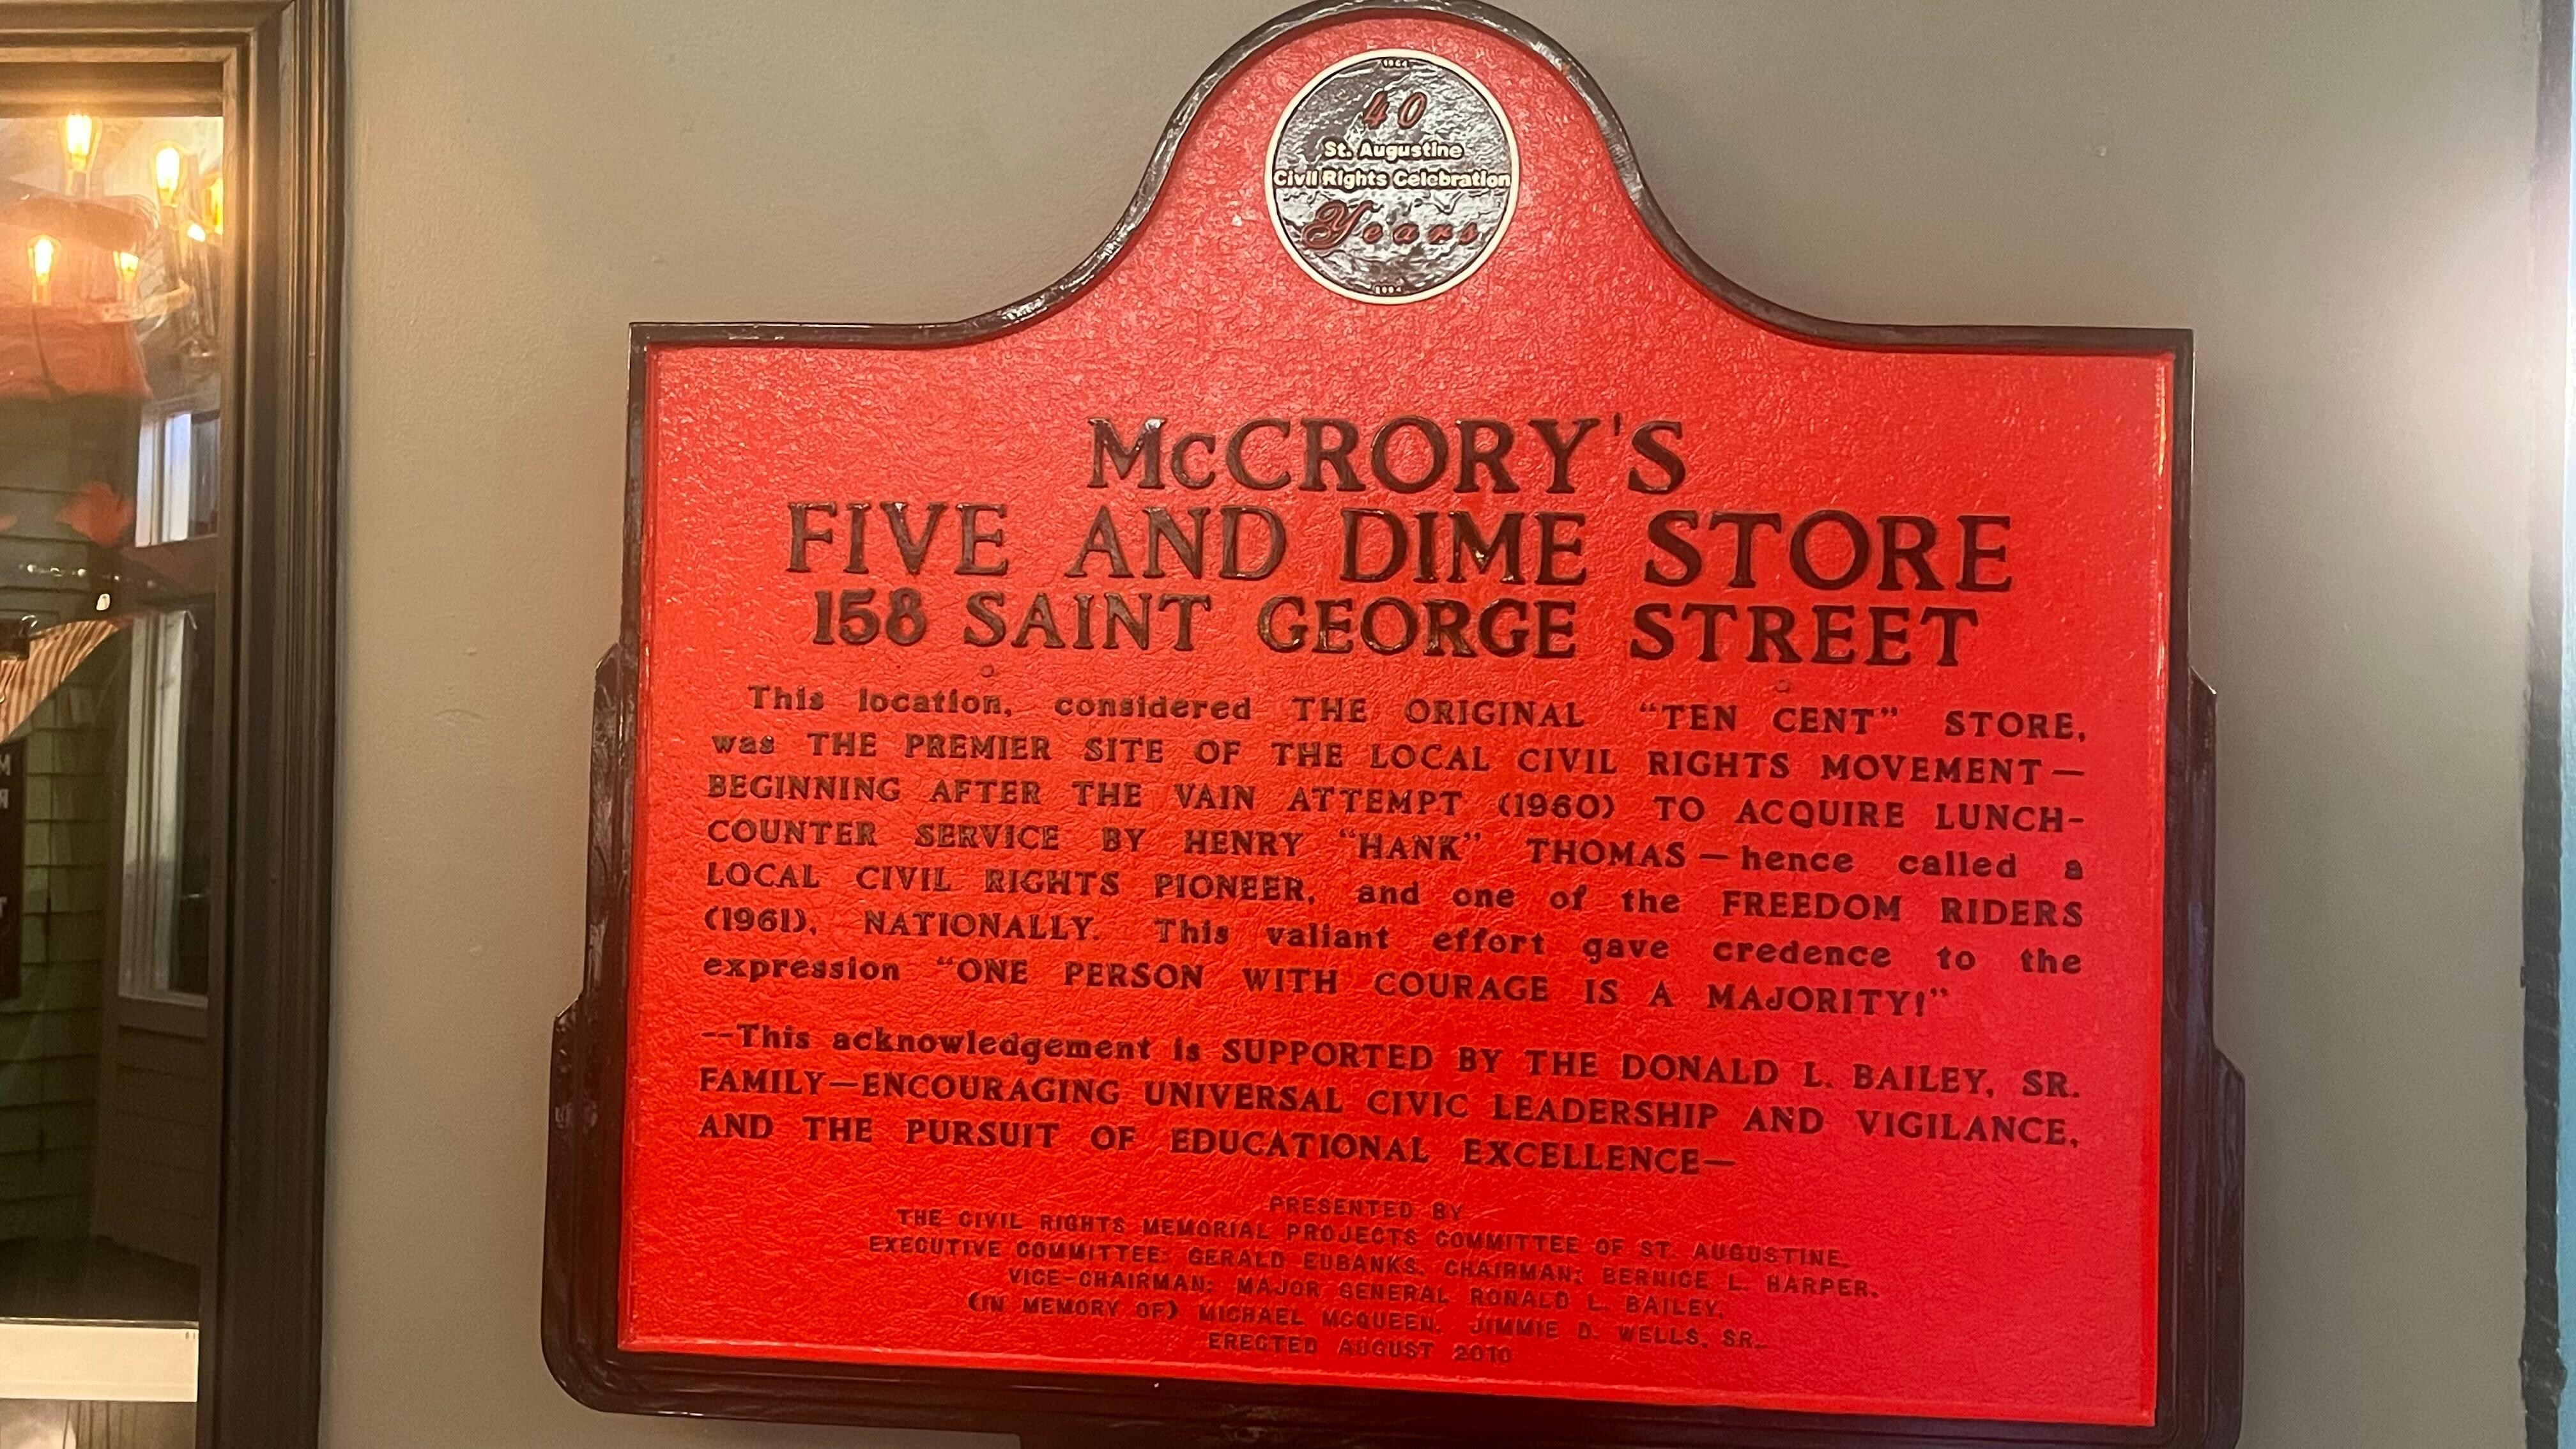 1964
40
St. Augustine
Civil Rights Celebration
Years
McCRORY'S
FIVE AND DIME STORE
158 SAINT GEORGE STREET
This location, considered THE ORIGINAL “TEN CENT” STORE,
was THE PREMIER SITE OF THE LOCAL CIVIL RIGHTS MOVEMENT—
BEGINNING AFTER THE VAIN ATTEMPT (1960) TO ACQUIRE LUNCH-
COUNTER SERVICE BY HENRY “HANK” THOMAS—hence called a
LOCAL CIVIL RIGHTS PIONEER, and one of the FREEDOM RIDERS
(1961), NATIONALLY. This valiant effort gave credence to the
expression “ONE PERSON WITH COURAGE IS A MAJORITY!”
--This acknowledgement is SUPPORTED BY THE DONALD L. BAILEY, SR.
FAMILY—ENCOURAGING UNIVERSAL CIVIC LEADERSHIP AND VIGILANCE,
AND THE PURSUIT OF EDUCATIONAL EXCELLENCE—
PRESENTED BY
THE CIVIL RIGHTS MEMORIAL PROJECTS COMMITTEE OF ST. AUGUSTINE.
EXECUTIVE COMMITTEE: GERALD EUBANKS, CHAIRMAN; BERNICE L. HARPER,
VICE-CHAIRMAN; MAJOR GENERAL RONALD L. BAILEY,
(IN MEMORY OF) MICHAEL MCQUEEN, JIMMIE D. WELLS, SR.
ERECTED AUGUST 2010